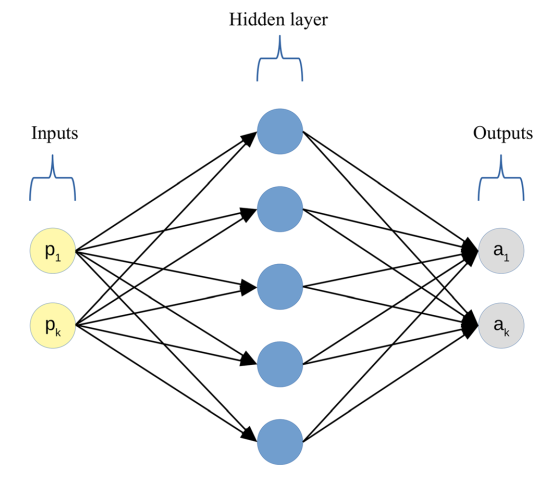 Hidden layer
Inputs
Outputs
p1
a1
pk
ak